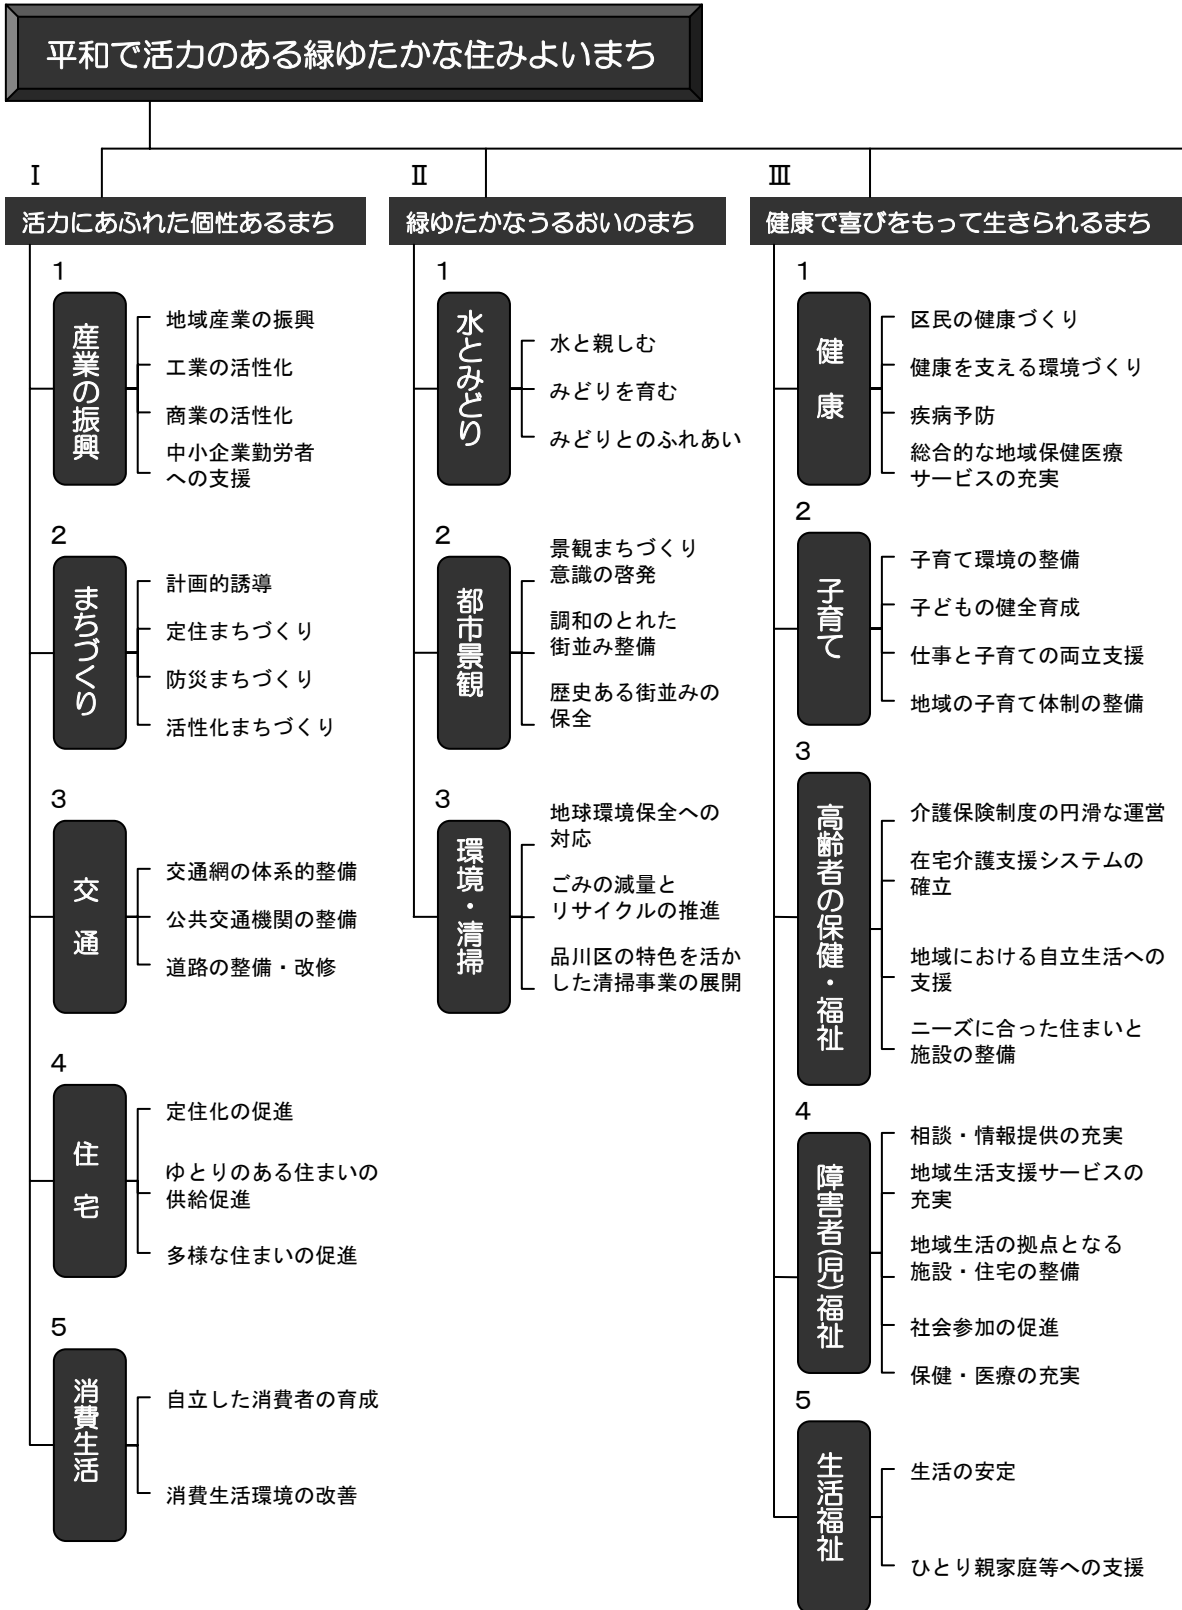 平和で活力のある緑ゆたかな住みよいまち
Ⅰ
活力にあふれた個性あるまち
1
産業の振興
地域産業の振興
工業の活性化
商業の活性化
中小企業勤労者
への支援
2
まちづくり
計画的誘導
定住まちづくり
防災まちづくり
活性化まちづくり
3
交通
交通網の体系的整備
公共交通機関の整備
道路の整備・改修
4
住宅
定住化の促進
ゆとりのある住まいの
供給促進
多様な住まいの促進
5
消費生活
自立した消費者の育成
消費生活環境の改善
Ⅱ
緑ゆたかなうるおいのまち
1
水とみどり
水と親しむ
みどりを育む
みどりとのふれあい
2
都市景観
景観まちづくり
意識の啓発
調和のとれた
街並み整備
歴史ある街並みの
保全
3
環境・清掃
地球環境保全への
対応
ごみの減量と
リサイクルの推進
品川区の特色を活か
した清掃事業の展開
Ⅲ
健康で喜びをもって生きられるまち
1
健康
区民の健康づくり
健康を支える環境づくり
疾病予防
総合的な地域保健医療
サービスの充実
2
子育て
子育て環境の整備
子どもの健全育成
仕事と子育ての両立支援
地域の子育て体制の整備
3
高齢者の保健・福祉
介護保険制度の円滑な運営
在宅介護支援システムの
確立
地域における自立生活への
支援
ニーズに合った住まいと
施設の整備
4
障害者(児)福祉
相談・情報提供の充実
地域生活支援サービスの
充実
地域生活の拠点となる
施設・住宅の整備
社会参加の促進
保健・医療の充実
5
生活福祉
生活の安定
ひとり親家庭等への支援